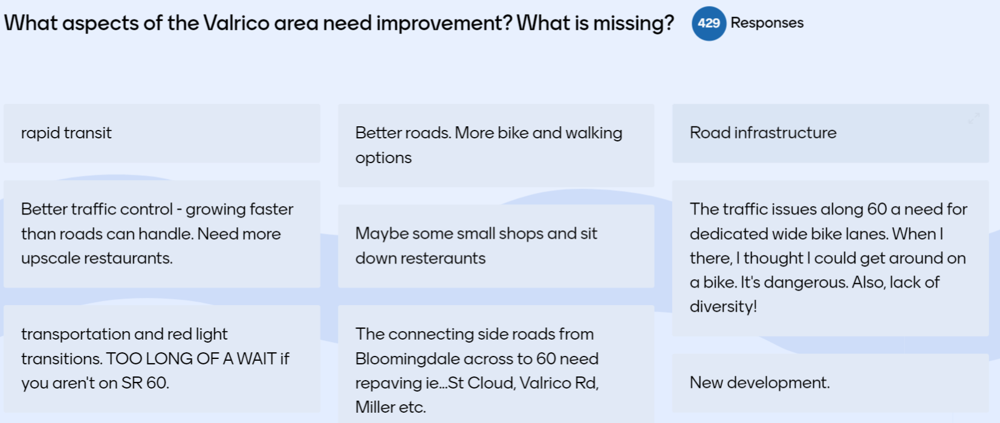 What aspects of the Valrico area need improvement? What is missing?
429 Responses
rapid transit
Better traffic control - growing faster
than roads can handle. Need more
upscale restaurants.
transportation and red light
transitions. TOO LONG OF A WAIT if
you aren't on SR 60.
Better roads. More bike and walking
options
Maybe some small shops and sit
down resteraunts
The connecting side roads from
Bloomingdale across to 60 need
repaving ie...St Cloud, Valrico Rd,
Miller etc.
Road infrastructure
The traffic issues along 60 a need for
dedicated wide bike lanes. When I
there, I thought I could get around on
a bike. It's dangerous. Also, lack of
diversity!
New development.